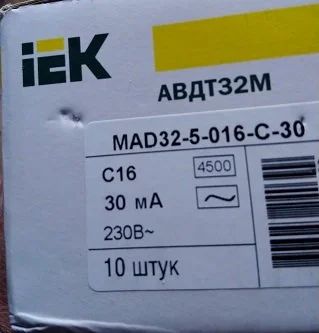 iEK
АВДТ32М
MAD32-5-016-C-30
C16 4500
30 мА
230В~
10 штук